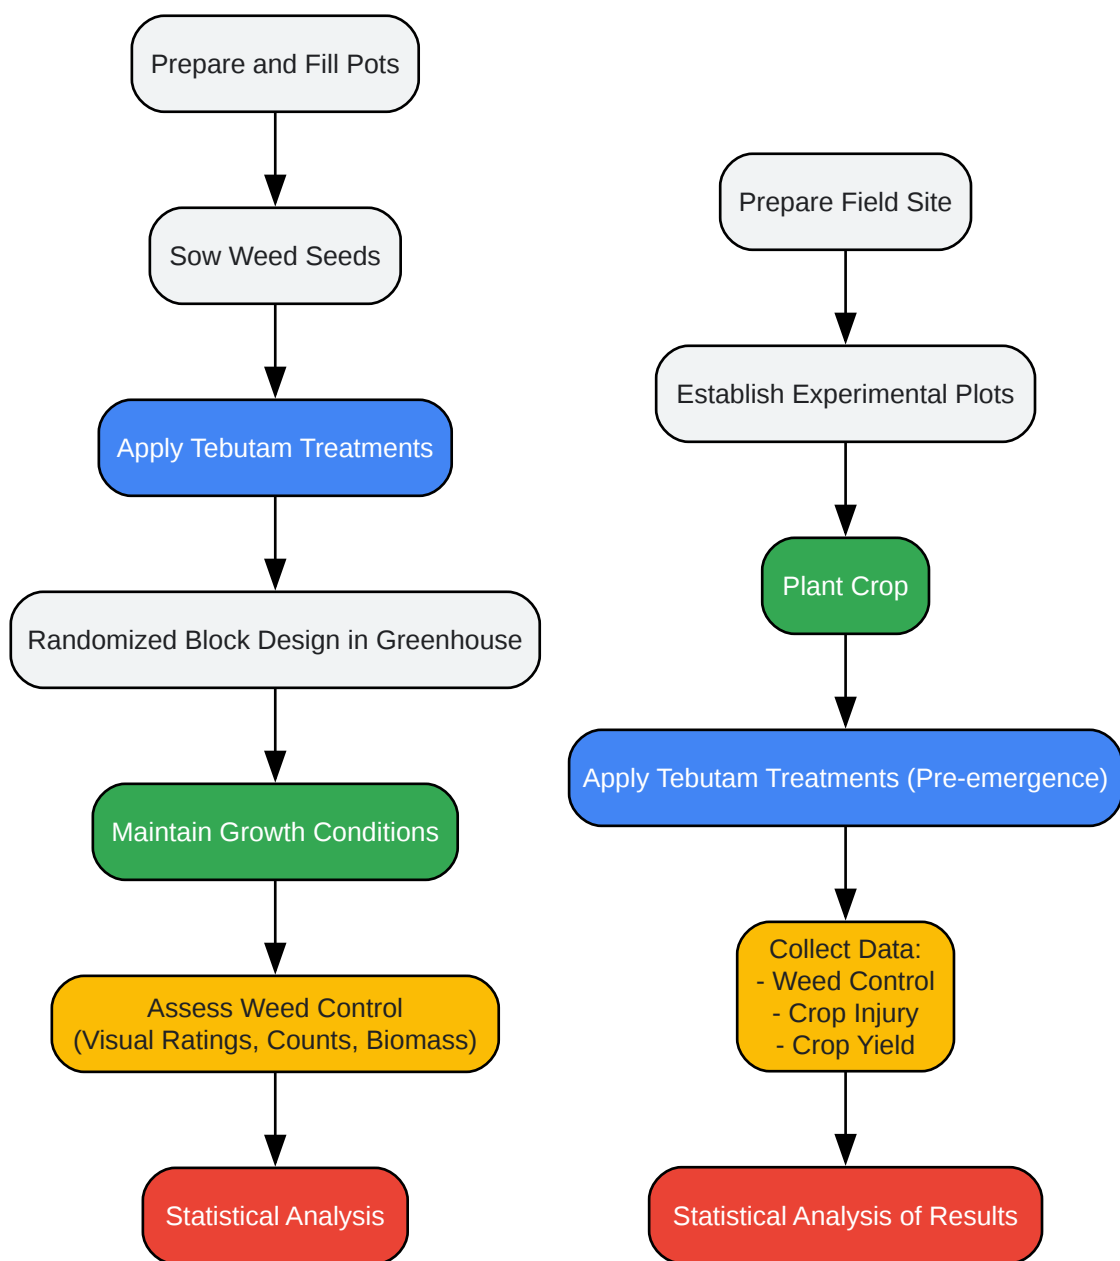 Prepare and Fill Pots
Sow Weed Seeds
Apply Tebutam Treatments
Randomized Block Design in Greenhouse
Maintain Growth Conditions
Assess Weed Control
(Visual Ratings, Counts, Biomass)
Statistical Analysis
Prepare Field Site
Establish Experimental Plots
Plant Crop
Apply Tebutam Treatments (Pre-emergence)
Collect Data:
- Weed Control
- Crop Injury
- Crop Yield
Statistical Analysis of Results